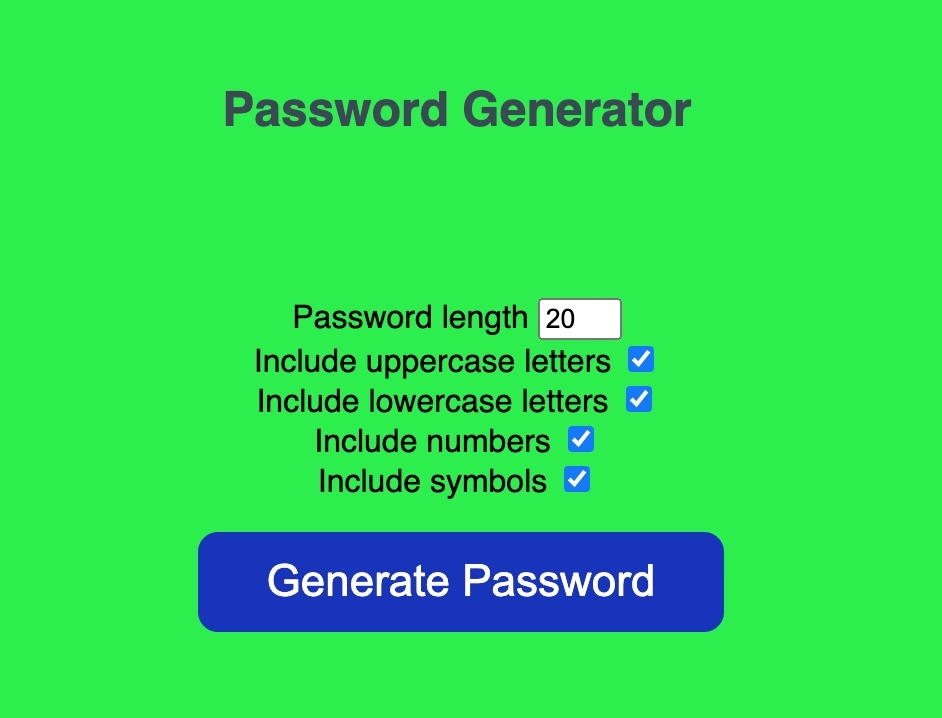 Password Generator
Password length 20
Include uppercase letters
Include lowercase letters
Include numbers
Include symbols
Generate Password